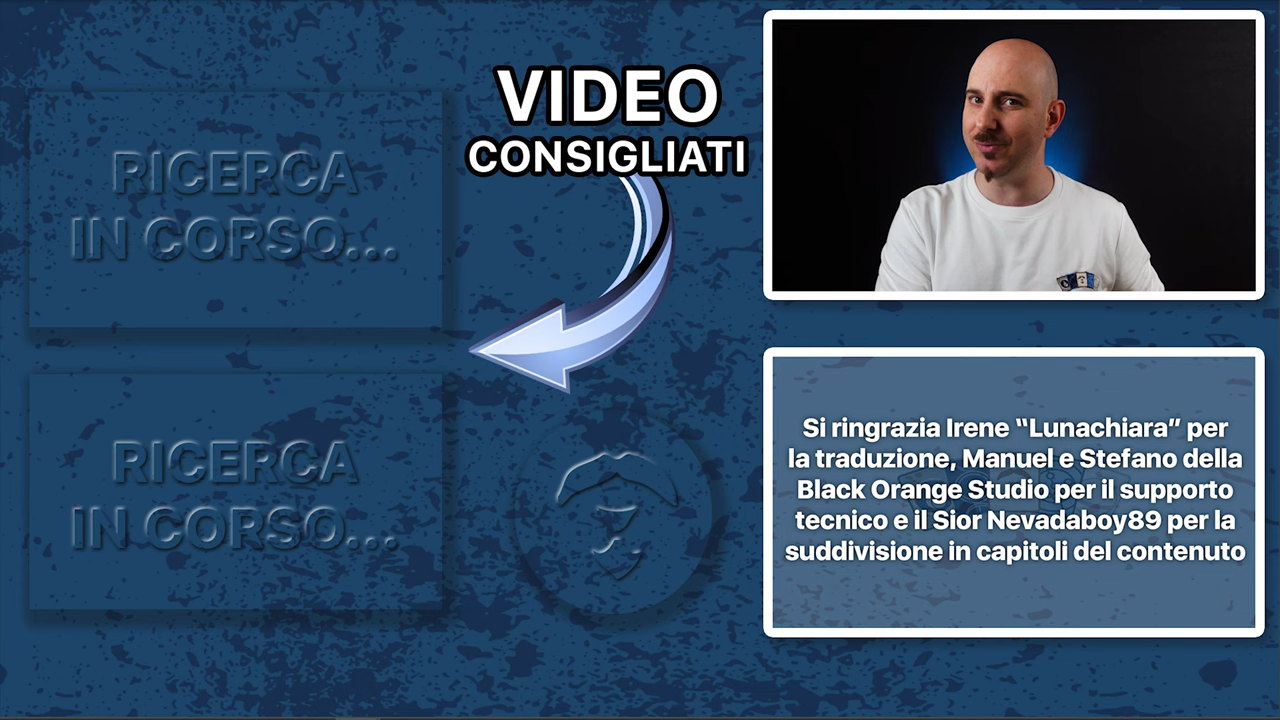 VIDEO
CONSIGLIATI
RICERCA
IN CORSO...
RICERCA
IN CORSO...
Si ringrazia Irene “Lunachiara” per
la traduzione, Manuel e Stefano della
Black Orange Studio per il supporto
tecnico e il Sior Nevadaboy89 per la
suddivisione in capitoli del contenuto